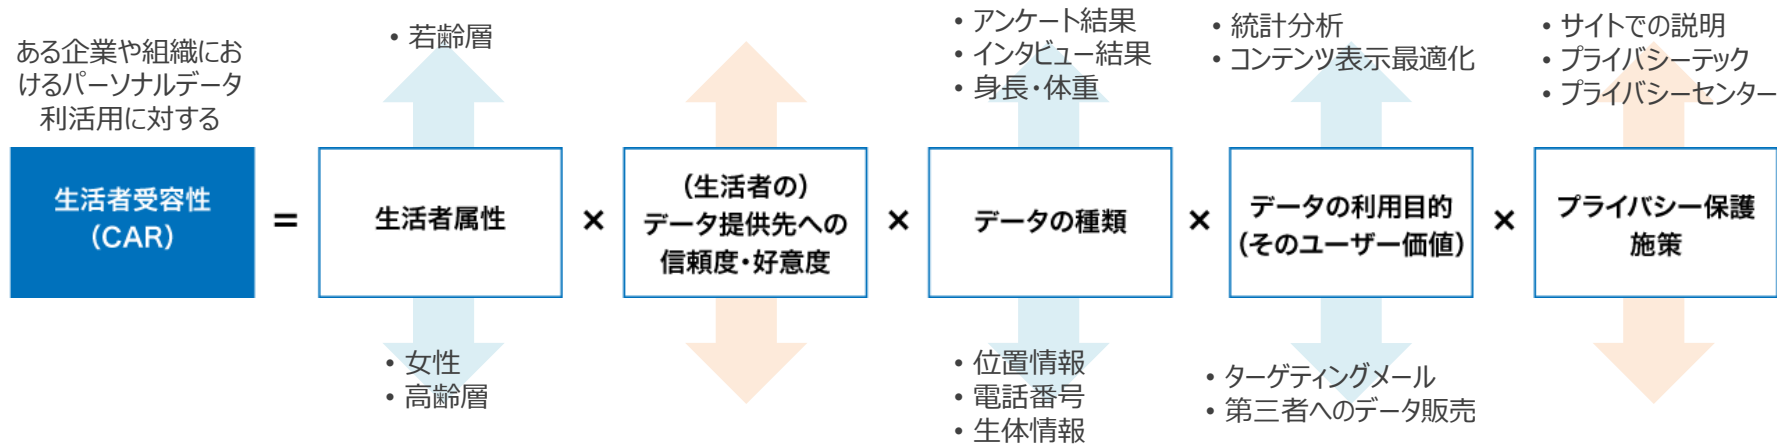 ある企業や組織にお
けるパーソナルデータ
利活用に対する
生活者受容性
（CAR）
＝
• 若齢層
生活者属性
• 女性
• 高齢層
×
（生活者の）
データ提供先への
信頼度・好意度
×
• アンケート結果
• インタビュー結果
• 身長・体重
データの種類
• 位置情報
• 電話番号
• 生体情報
×
• 統計分析
• コンテンツ表示最適化
データの利用目的
（そのユーザー価値）
• ターゲティングメール
• 第三者へのデータ販売
×
• サイトでの説明
• プライバシーテック
• プライバシーセンター
プライバシー保護
施策